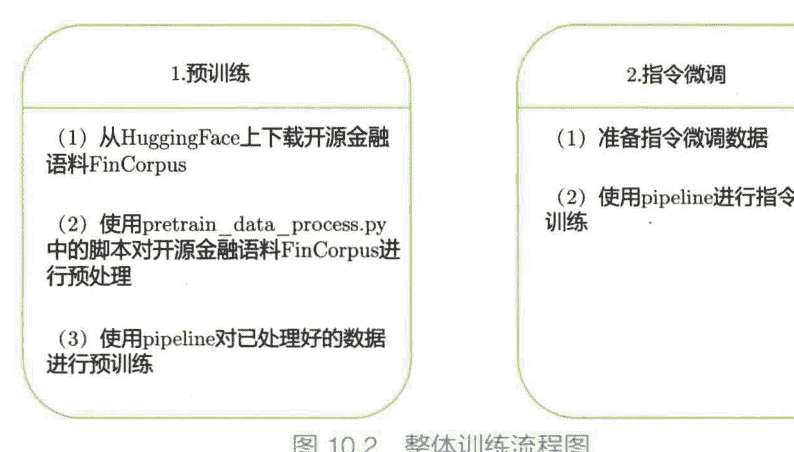 1.预训练
（1）从HuggingFace上下载开源金融
语料FinCorpus
（2）使用pretrain_data_process.py
中的脚本对开源金融语料FinCorpus进
行预处理
（3）使用pipeline对已处理好的数据
进行预训练
2.指令微调
（1）准备指令微调数据
（2）使用pipeline进行指令
训练
图 10.2 整体训练流程图